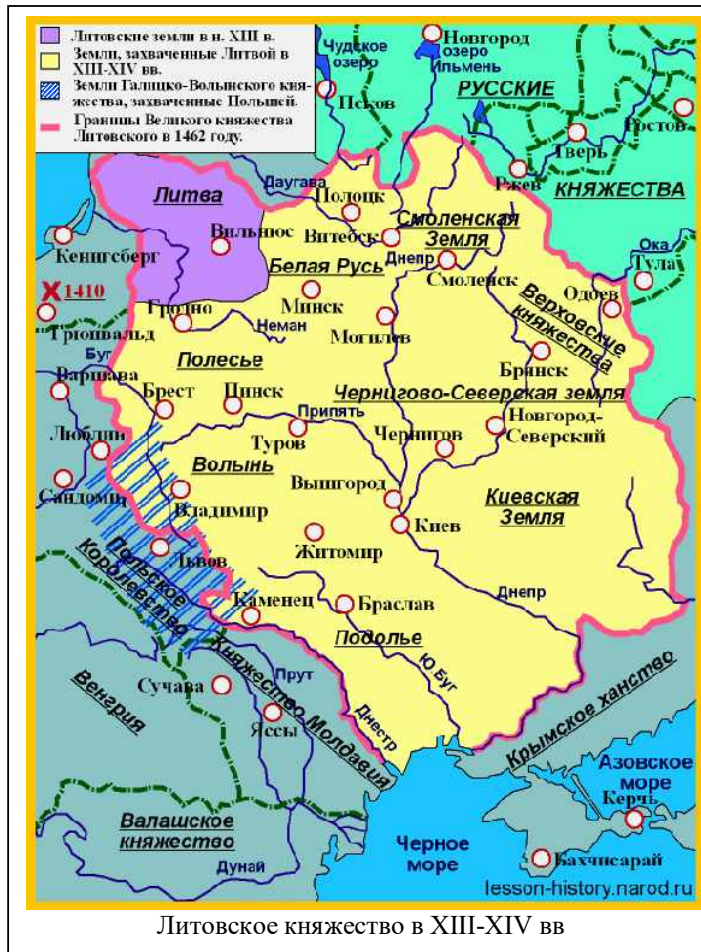 Литовские земли в н. XIII в.
Земли, захваченные Литвой в
XIII-XIV вв.
Земли Галицко-Волынского кня-
жества, захваченные Польшей.
Границы Великого княжества
Литовского в 1462 году.
Чудское
озеро
Новгород
озеро
Ильмень
Псков
РУССКИЕ
Ростов
Тверь
Ржев
КНЯЖЕСТВА
Даугава
Литва
Полоцк
Смоленская
Земля
Вильнюс
Витебск
Кенигсберг
Днепр
Ока
Тула
Белая Русь
Смоленск
1410
Минск
Одоев
Верховские
княжества
Гродно
Неман
Могилев
Грюнвальд
Буг
Полесье
Брянск
Варшава
Брест
Пинск
Чернигово-Северская земля
Припять
Новгород-
Северский
Люблин
Туров
Чернигов
Волынь
Сандомир
Владимир
Вышгород
Киевская
Земля
Киев
Львов
Житомир
Польское
Королевство
Днепр
Каменец
Браслав
Подолье
Княжество Молдавия
Ю Буг
Прут
Сучава
Венгрия
Яссы
Днестр
Крымское ханство
Азовское
море
Керчь
Валашское
княжество
Черное
море
Дунай
Бахчисарай
lesson-history.narod.ru
Литовское княжество в XIII-XIV вв